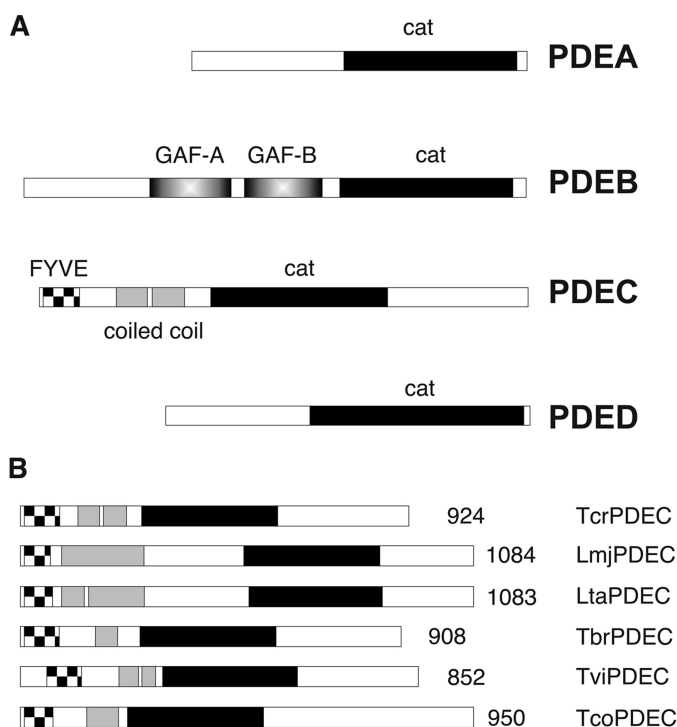 A
cat
PDEA
GAF-A GAF-B cat
PDEB
FYVE cat
PDEC
coiled coil
cat
PDED
B
924 TcrPDEC
1084 LmjPDEC
1083 LtaPDEC
908 TbrPDEC
852 TviPDEC
950 TcoPDEC